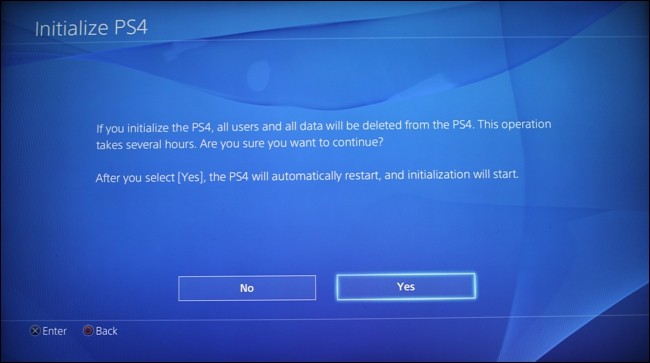 Initialize PS4
If you initialize the PS4, all users and all data will be deleted from the PS4. This operation
takes several hours. Are you sure you want to continue?
After you select [Yes], the PS4 will automatically restart, and initialization will start.
No
Yes
Enter
Back